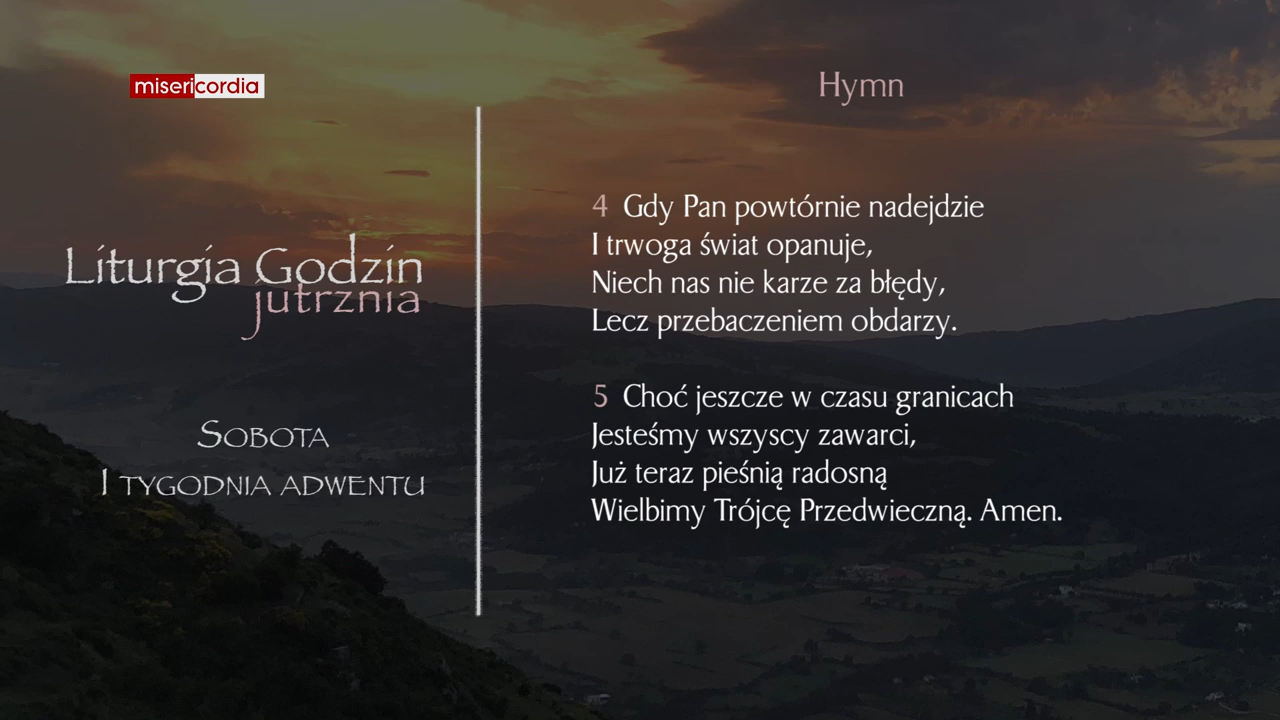 misericordia
Liturgia Godzin
jutrznia
Sobota
I tygodnia adwentu
Hymn
4 Gdy Pan powtórnie nadejdzie
I trwoga świat opanuje,
Niech nas nie karze za błędy,
Lecz przebaczeniem obdarzy.
5 Choć jeszcze w czasu granicach
Jesteśmy wszyscy zawarci,
Już teraz pieśnią radosną
Wielbimy Trójcę Przedwieczną. Amen.